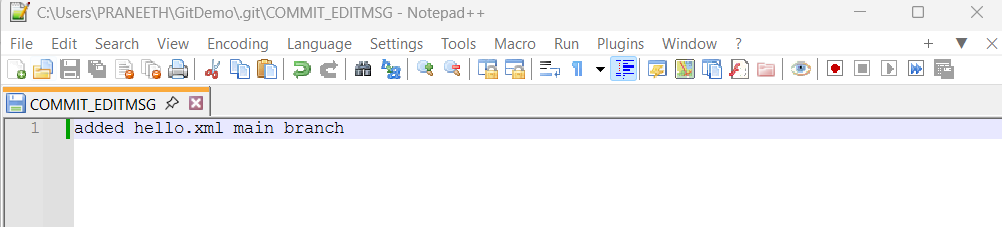 C:\Users\PRANEETH\GitDemo\.git\COMMIT_EDITMSG - Notepad++
File Edit Search View Encoding Language Settings Tools Macro Run Plugins Window ?
COMMIT_EDITMSG
1 added hello.xml main branch